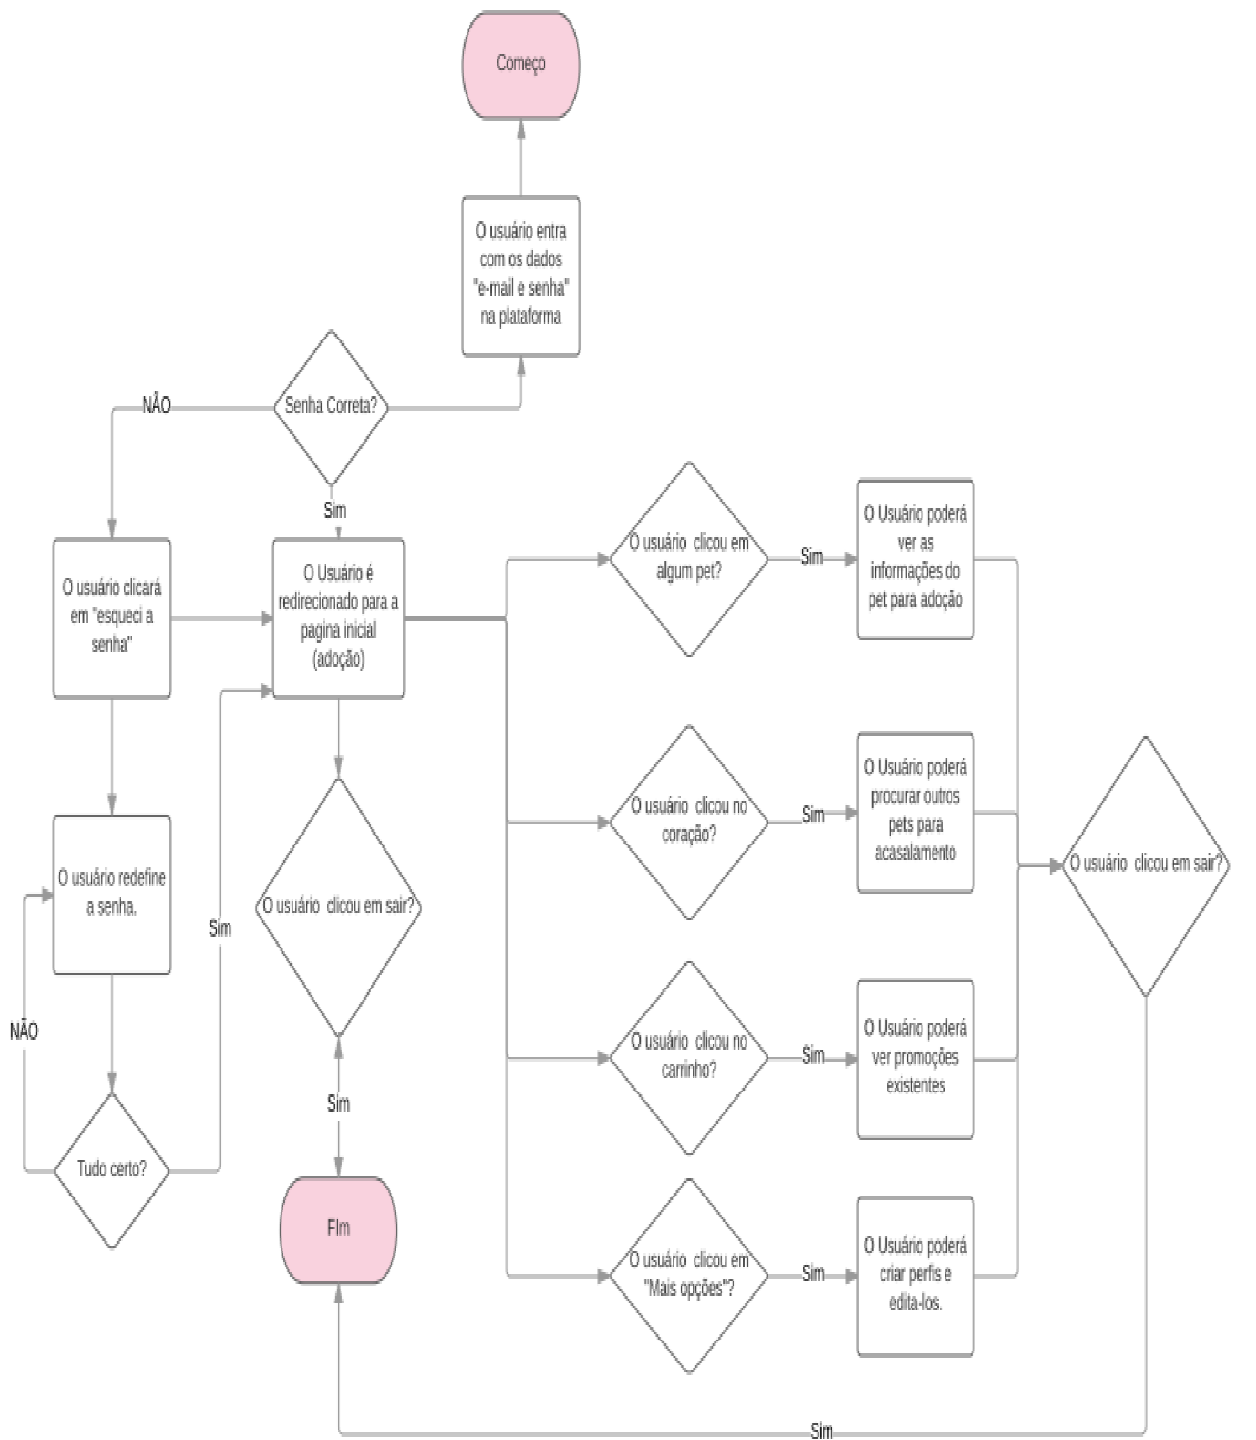 Começo
O usuário entra
com os dados
"e-mail e senha"
na plataforma
Senha Correta?
NÃO
Sim
O usuário clicará
em "esqueci a
senha"
O Usuário é
redirecionado para a
pagina inicial
(adoção)
O usuário clicou em
algum pet?
Sim
O Usuário poderá
ver as
informações do
pet para adoção
O usuário clicou no
coração?
Sim
O Usuário poderá
procurar outros
pets para
acasalamento
O usuário clicou em sair?
O usuário redefine
a senha.
Sim
O usuário clicou em sair?
NÃO
Tudo certo?
Sim
O usuário clicou no
carrinho?
Sim
O Usuário poderá
ver promoções
existentes
FIm
O usuário clicou em
"Mais opções"?
Sim
O Usuário poderá
criar perfis e
edita-los.
Sim